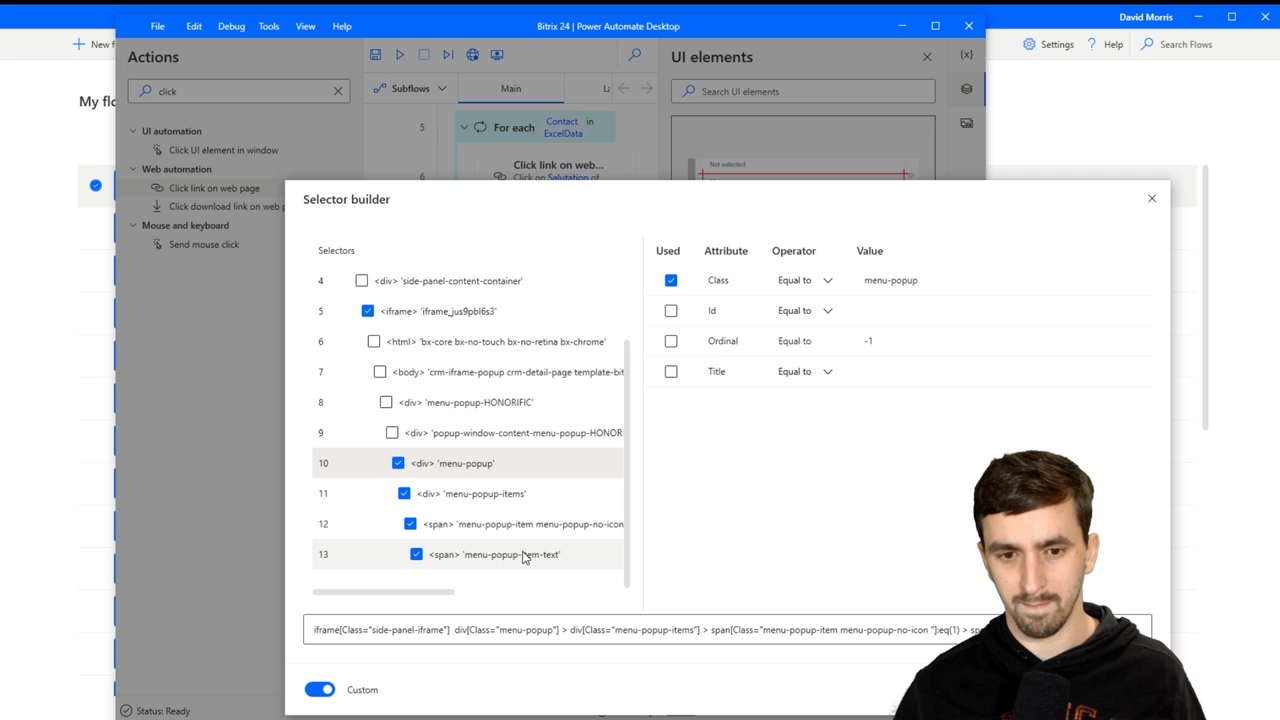 David Morris
File Edit Debug Tools View Help Bitrix 24 | Power Automate Desktop
New f
Settings Help Search Flows
Actions
UI elements
{x}
click
Subflows Main
Search UI elements
My flo
UI automation
5 For each Contact in ExcelData
Click UI element in window
Web automation
Click link on web...
Not selected
6 Click on Salutation of
Click link on web page
Click download link on web p
Mouse and keyboard
Send mouse click
Selector builder
Selectors
Used Attribute Operator Value
4 <div> 'side-panel-content-container'
Class Equal to menu-popup
5 <iframe> 'iframe_jus9pbl6s3'
Id Equal to
6 <html> 'bx-core bx-no-touch bx-no-retina bx-chrome'
Ordinal Equal to -1
7 <body> 'crm-iframe-popup crm-detail-page template-bit
Title Equal to
8 <div> 'menu-popup-HONORIFIC'
9 <div> 'popup-window-content-menu-popup-HONOR
10 <div> 'menu-popup'
11 <div> 'menu-popup-items'
12 <span> 'menu-popup-item menu-popup-no-icon
13 <span> 'menu-popup-item-text'
iframe[Class="side-panel-iframe"] div[Class="menu-popup"] > div[Class="menu-popup-items"] > span[Class="menu-popup-item menu-popup-no-icon "]:eq(1) > sp
Custom
Status: Ready